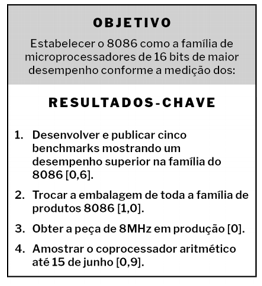 OBJETIVO
Estabelecer o 8086 como a família de
microprocessadores de 16 bits de maior
desempenho conforme a medição dos:
RESULTADOS-CHAVE
1. Desenvolver e publicar cinco
benchmarks mostrando um
desempenho superior na família do
8086 [0,6].
2. Trocar a embalagem de toda a família de
produtos 8086 [1,0].
3. Obter a peça de 8MHz em produção [0].
4. Amostrar o coprocessador aritmético
até 15 de junho [0,9].